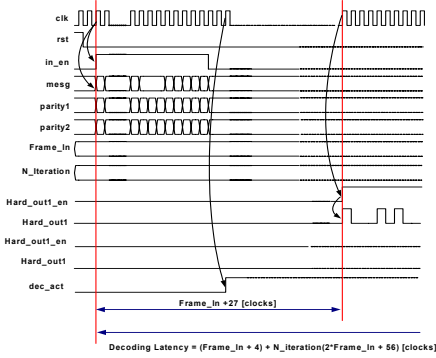 clk
rst
in_en
mesg
parity1
parity2
Frame_In
N_Iteration
Hard_out1_en
Hard_out1
Hard_out1_en
Hard_out1
dec_act
Frame_In +27 [clocks]
Decoding Latency = (Frame_In + 4) + N_iteration(2*Frame_In + 56) [clocks]